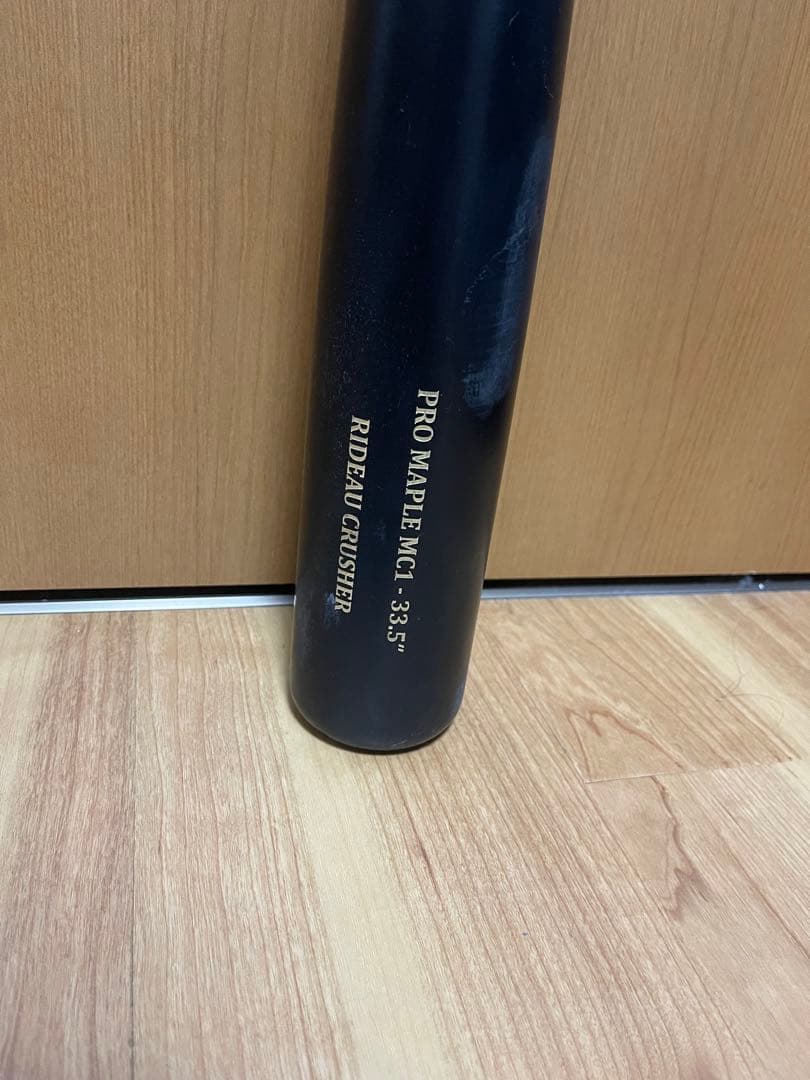 PRO MAPLE MC1 - 33.5"
RIDEAU CRUSHER